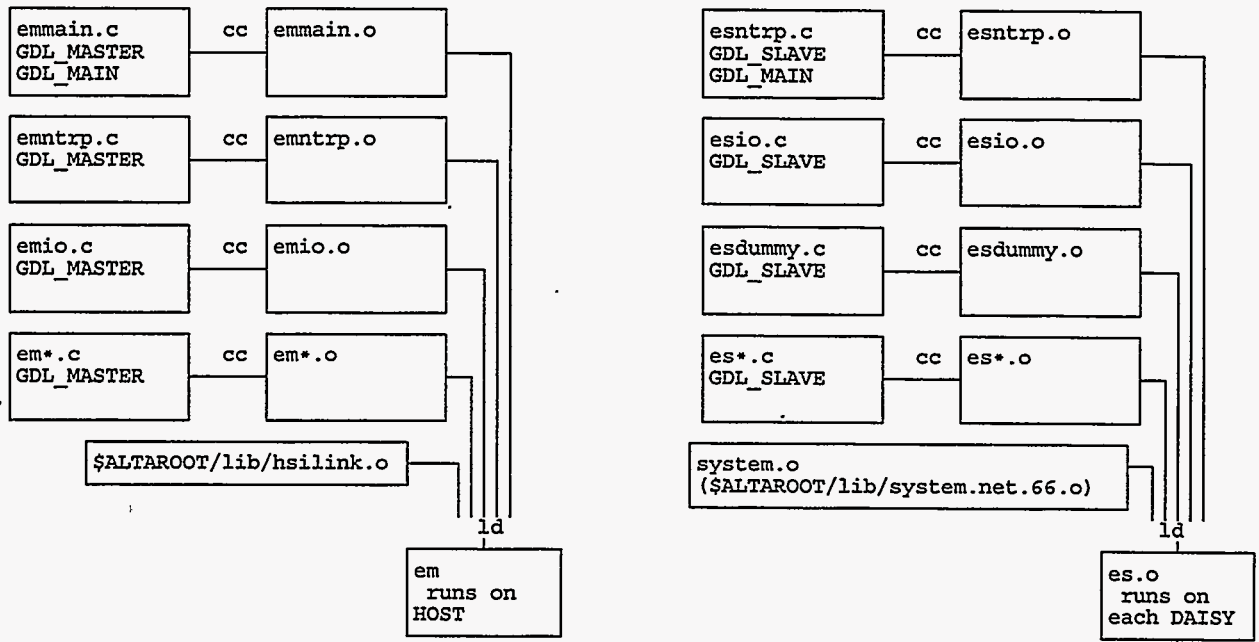 emmain.c
GDL_MASTER
GDL_MAIN
cc
emmain.o
emntrp.c
GDL_MASTER
cc
emntrp.o
emio.c
GDL_MASTER
cc
emio.o
em*.c
GDL_MASTER
cc
em*.o
$ALTAROOT/lib/hsilink.o
ld
em
runs on
HOST
esntrp.c
GDL_SLAVE
GDL_MAIN
cc
esntrp.o
esio.c
GDL_SLAVE
cc
esio.o
esdummy.c
GDL_SLAVE
cc
esdummy.o
es*.c
GDL_SLAVE
cc
es*.o
system.o
($ALTAROOT/lib/system.net.66.o)
ld
es.o
runs on
each DAISY